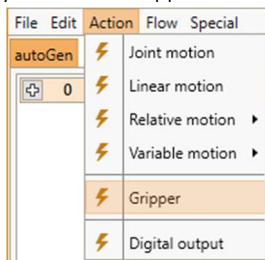 File Edit Action Flow Special
autoGen
0
Joint motion
Linear motion
Relative motion
Variable motion
Gripper
Digital output